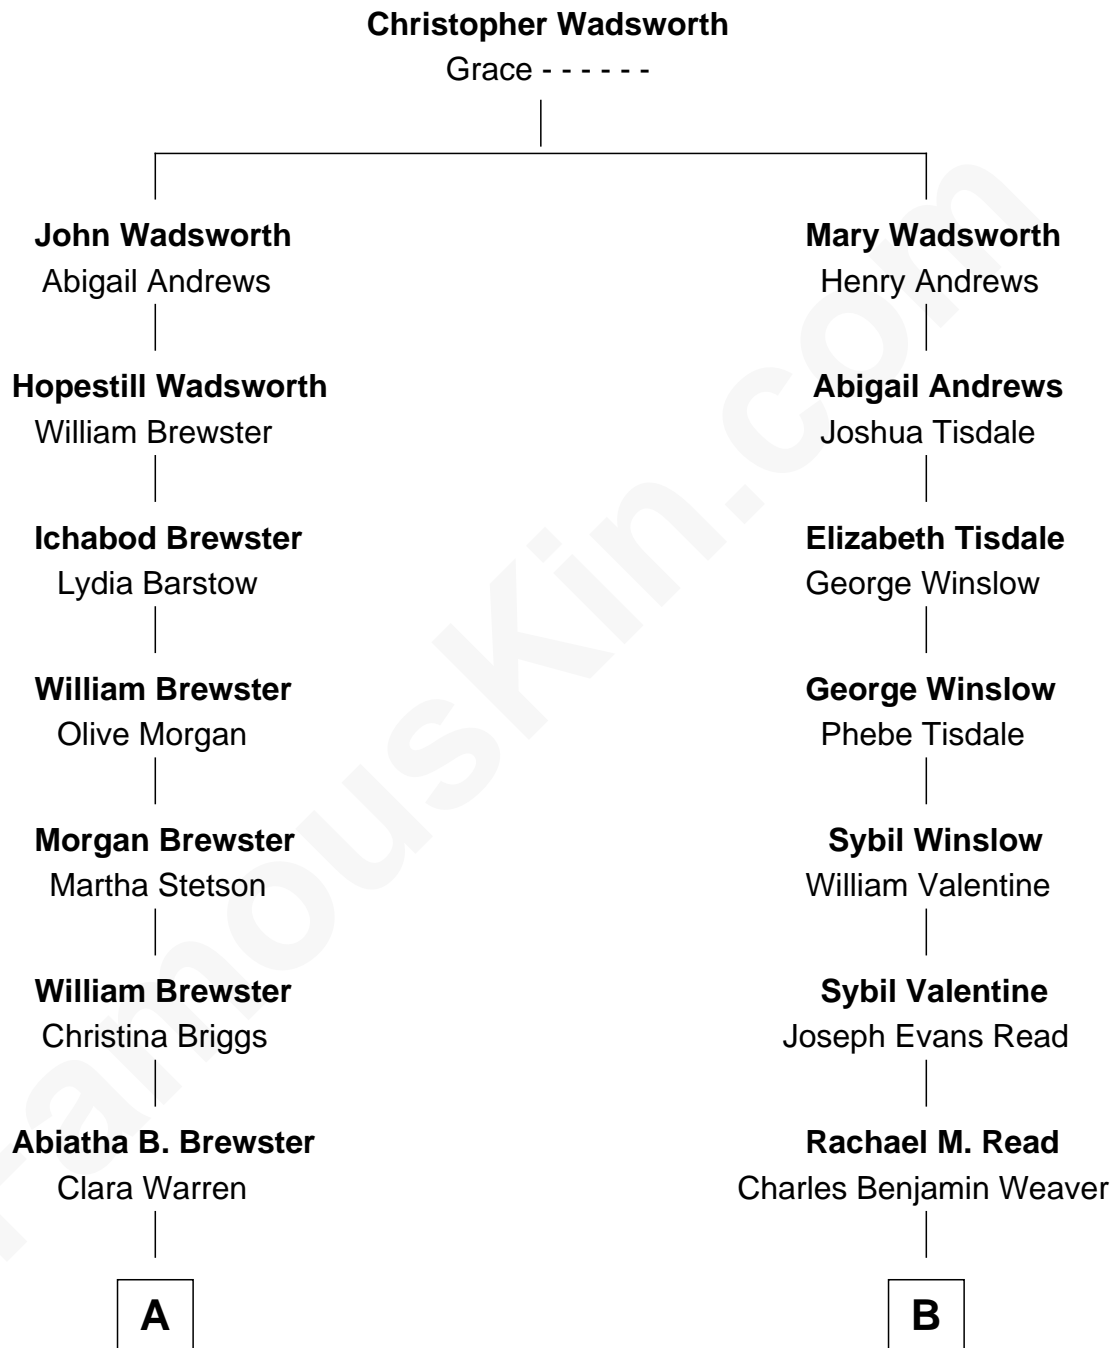 Christopher Wadsworth
Grace - - - - - -
John Wadsworth
Abigail Andrews
Mary Wadsworth
Henry Andrews
Hopestill Wadsworth
William Brewster
Abigail Andrews
Joshua Tisdale
Ichabod Brewster
Lydia Barstow
Elizabeth Tisdale
George Winslow
William Brewster
Olive Morgan
George Winslow
Phebe Tisdale
Morgan Brewster
Martha Stetson
Sybil Winslow
William Valentine
William Brewster
Christina Briggs
Sybil Valentine
Joseph Evans Read
Abiatha B. Brewster
Clara Warren
Rachael M. Read
Charles Benjamin Weaver
A
B
FamousKin.com